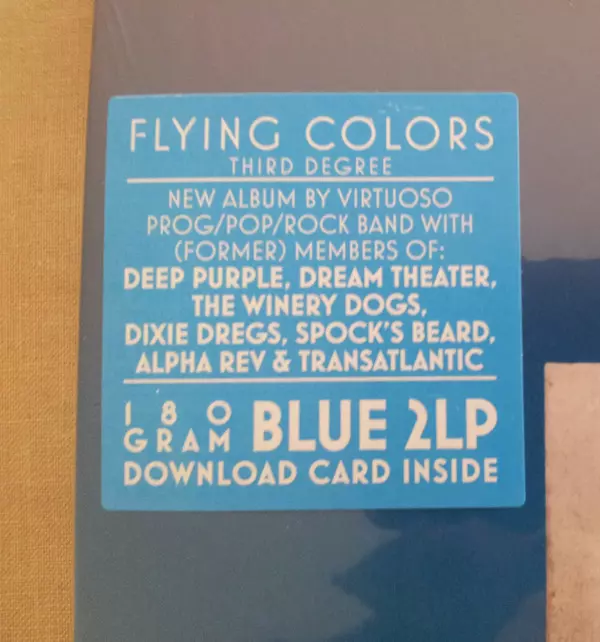 FLYING COLORS
THIRD DEGREE
NEW ALBUM BY VIRTUOSO
PROG/POP/ROCK BAND WITH
(FORMER) MEMBERS OF:
DEEP PURPLE, DREAM THEATER,
THE WINERY DOGS,
DIXIE DREGS, SPOCK'S BEARD,
ALPHA REV & TRANSATLANTIC
180 GRAM BLUE 2LP
DOWNLOAD CARD INSIDE